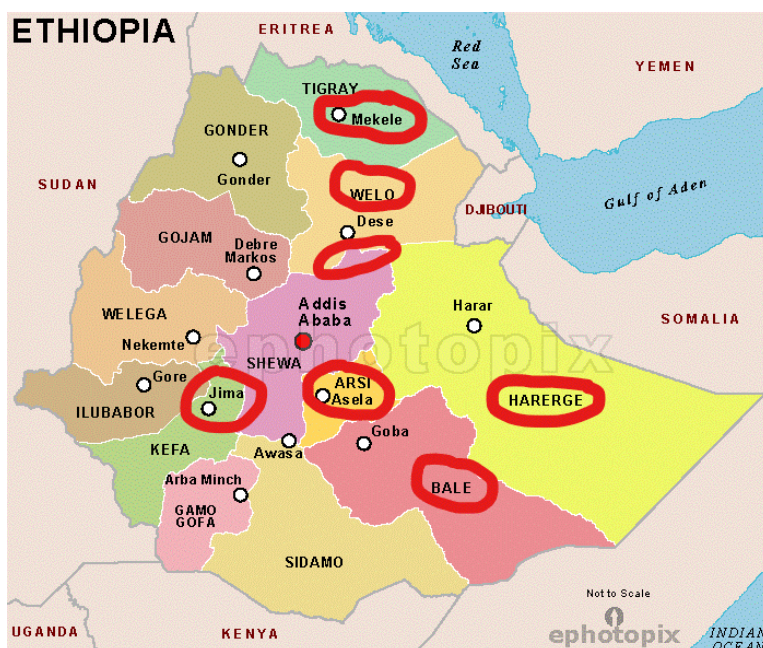 ETHIOPIA
ERITREA
Red
Sea
YEMEN
TIGRAY
Mekele
GONDER
Gonder
SUDAN
WELO
Dese
DJIBOUTI
Gulf of Aden
GOJAM
Debre
Markos
WELEGA
Nekemte
Addis
Ababa
Harar
SOMALIA
ephotopix
SHEWA
Gore
ILUBABOR
Jima
ARSI
Asela
HARERGE
KEFA
Awasa
Goba
Arba Minch
GAMO
GOFA
BALE
SIDAMO
Not to Scale
ephotopix
UGANDA
KENYA
INDIAN
OCEAN